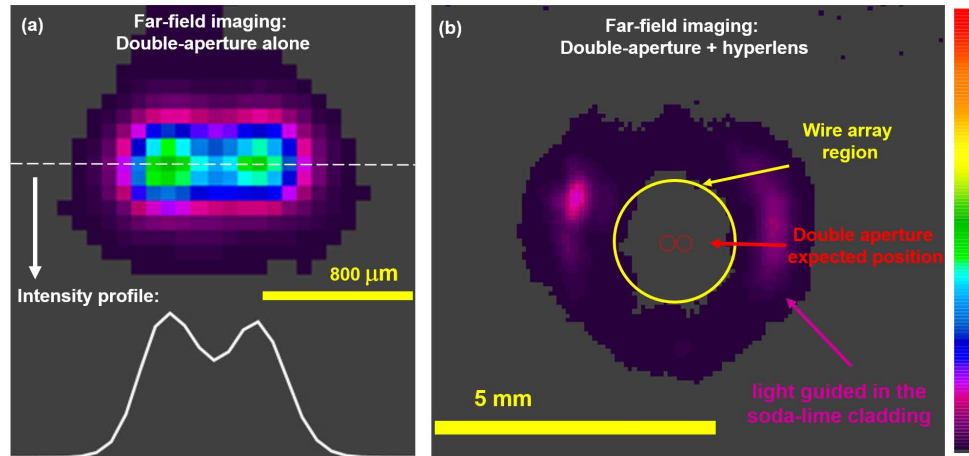 (a)
Far-field imaging:
Double-aperture alone
800 μm
Intensity profile:
(b)
Far-field imaging:
Double-aperture + hyperlens
Wire array
region
Double aperture
expected position
light guided in the
soda-lime cladding
5 mm